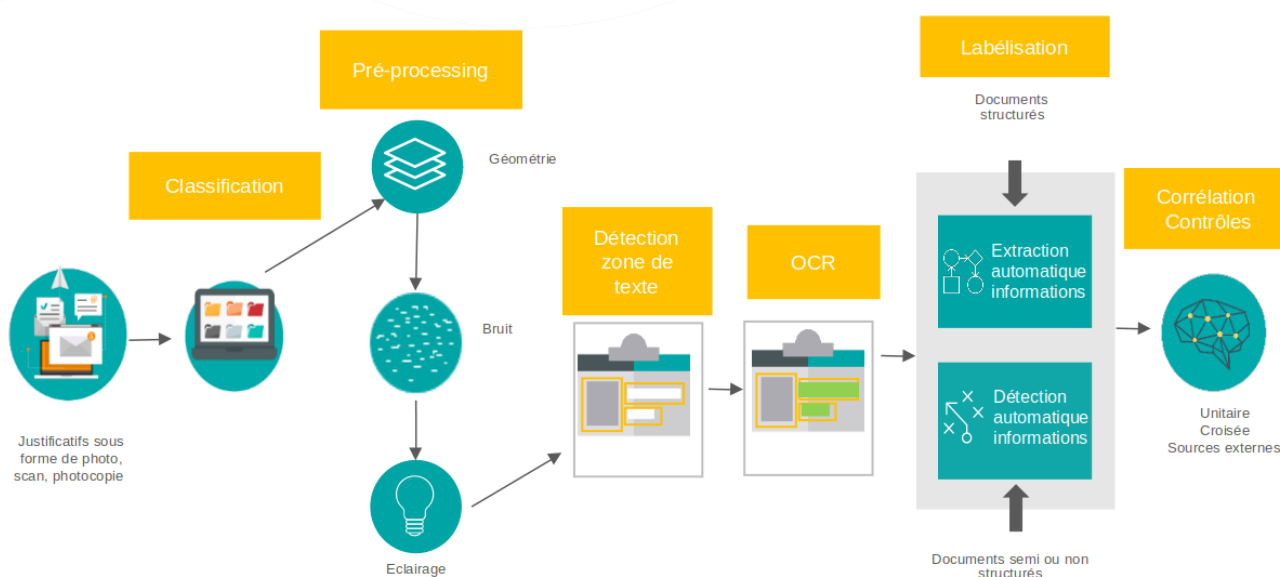 Justificatifs sous
forme de photo,
scan, photocopie
Classification
Pré-processing
Géométrie
Bruit
Eclairage
Détection
zone de
texte
OCR
Labélisation
Documents
structurés
Extraction
automatique
informations
Détection
automatique
informations
Documents semi ou non
structurés
Corrélation
Contrôles
Unitaire
Croisée
Sources externes